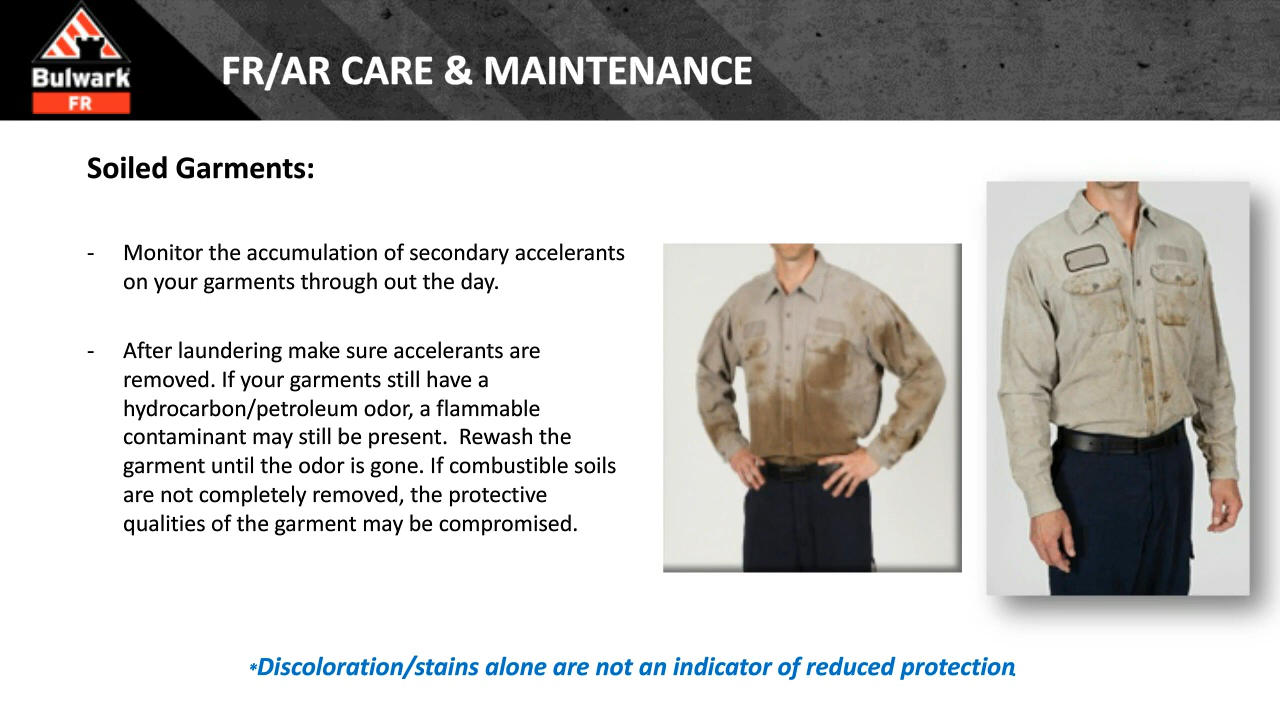 Bulwark
FR
FR/AR CARE & MAINTENANCE
Soiled Garments:
- Monitor the accumulation of secondary accelerants
on your garments through out the day.
- After laundering make sure accelerants are
removed. If your garments still have a
hydrocarbon/petroleum odor, a flammable
contaminant may still be present.  Rewash the
garment until the odor is gone. If combustible soils
are not completely removed, the protective
qualities of the garment may be compromised.
*Discoloration/stains alone are not an indicator of reduced protection.